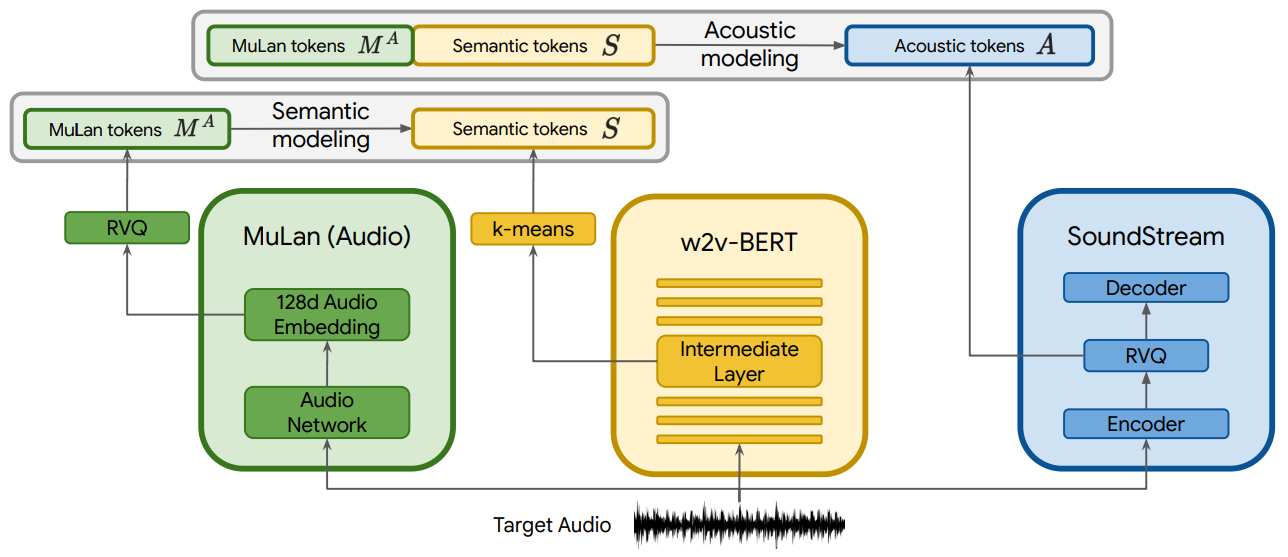 MuLan tokens M^A
Semantic tokens S
Acoustic
modeling
Acoustic tokens A
MuLan tokens M^A
Semantic
modeling
Semantic tokens S
RVQ
MuLan (Audio)
128d Audio
Embedding
Audio
Network
k-means
w2v-BERT
Intermediate
Layer
SoundStream
Decoder
RVQ
Encoder
Target Audio